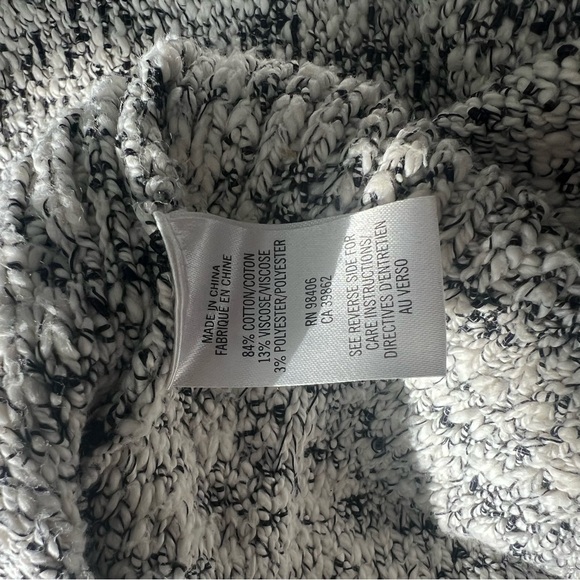 MADE IN CHINA
FABRIQUÉ EN CHINE
84% COTTON/COTON
13% VISCOSE/VISCOSE
3% POLYESTER/POLYESTER
RN 98406
CA 39862
SEE REVERSE SIDE FOR
CARE INSTRUCTIONS/
DIRECTIVES D'ENTRETIEN
AU VERSO